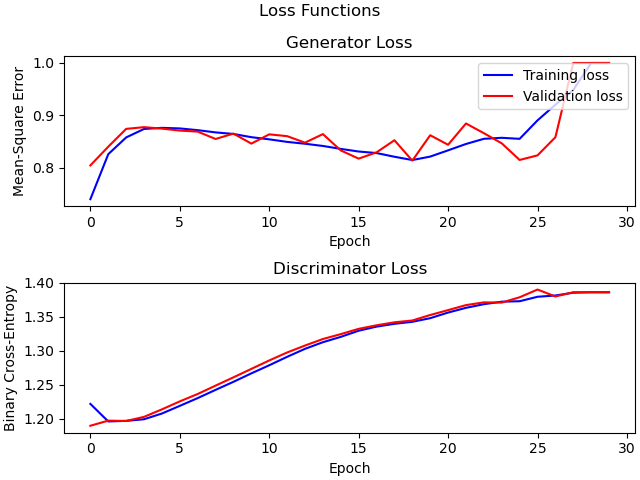 Loss Functions
Generator Loss
Mean-Square Error
1.0
0.9
0.8
Training loss
Validation loss
0 5 10 15 20 25 30
Epoch
Discriminator Loss
Binary Cross-Entropy
1.40
1.35
1.30
1.25
1.20
0 5 10 15 20 25 30
Epoch